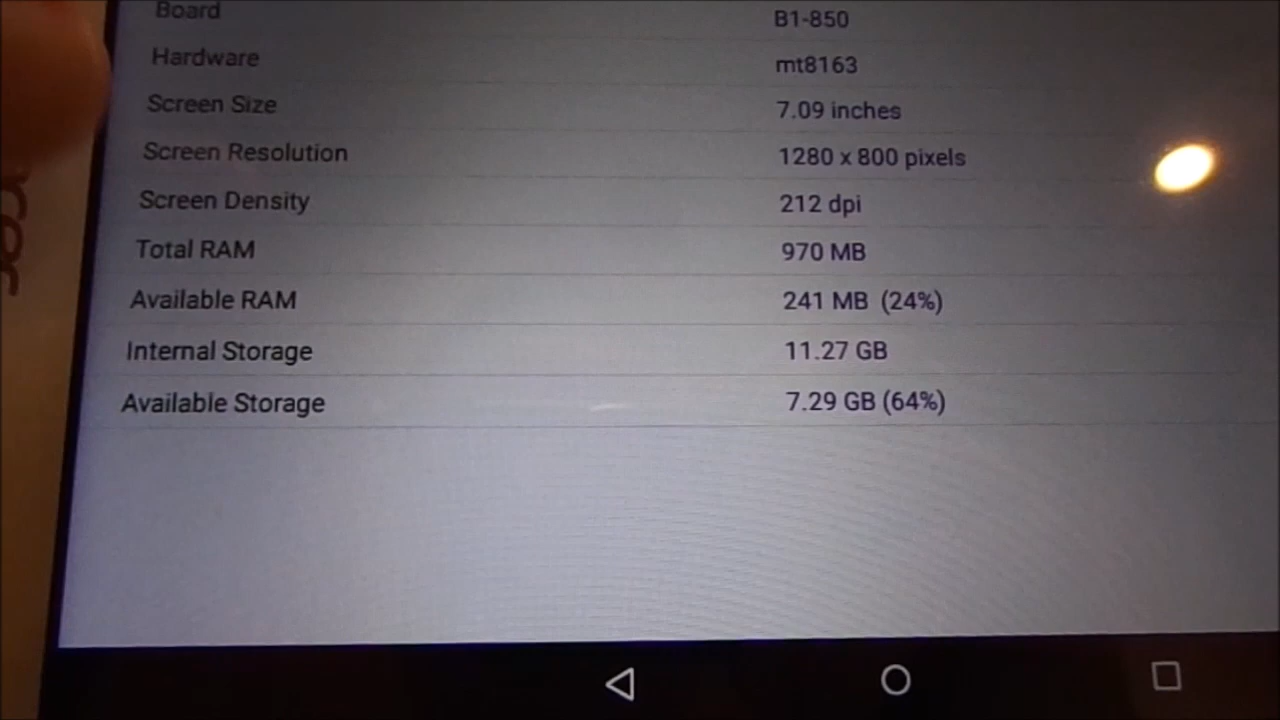 Board B1-850
Hardware mt8163
Screen Size 7.09 inches
Screen Resolution 1280 x 800 pixels
Screen Density 212 dpi
Total RAM 970 MB
Available RAM 241 MB (24%)
Internal Storage 11.27 GB
Available Storage 7.29 GB (64%)